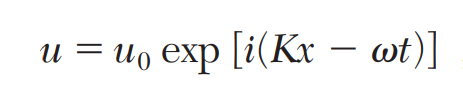 u = u₀ exp [i(Kx − ωt)]